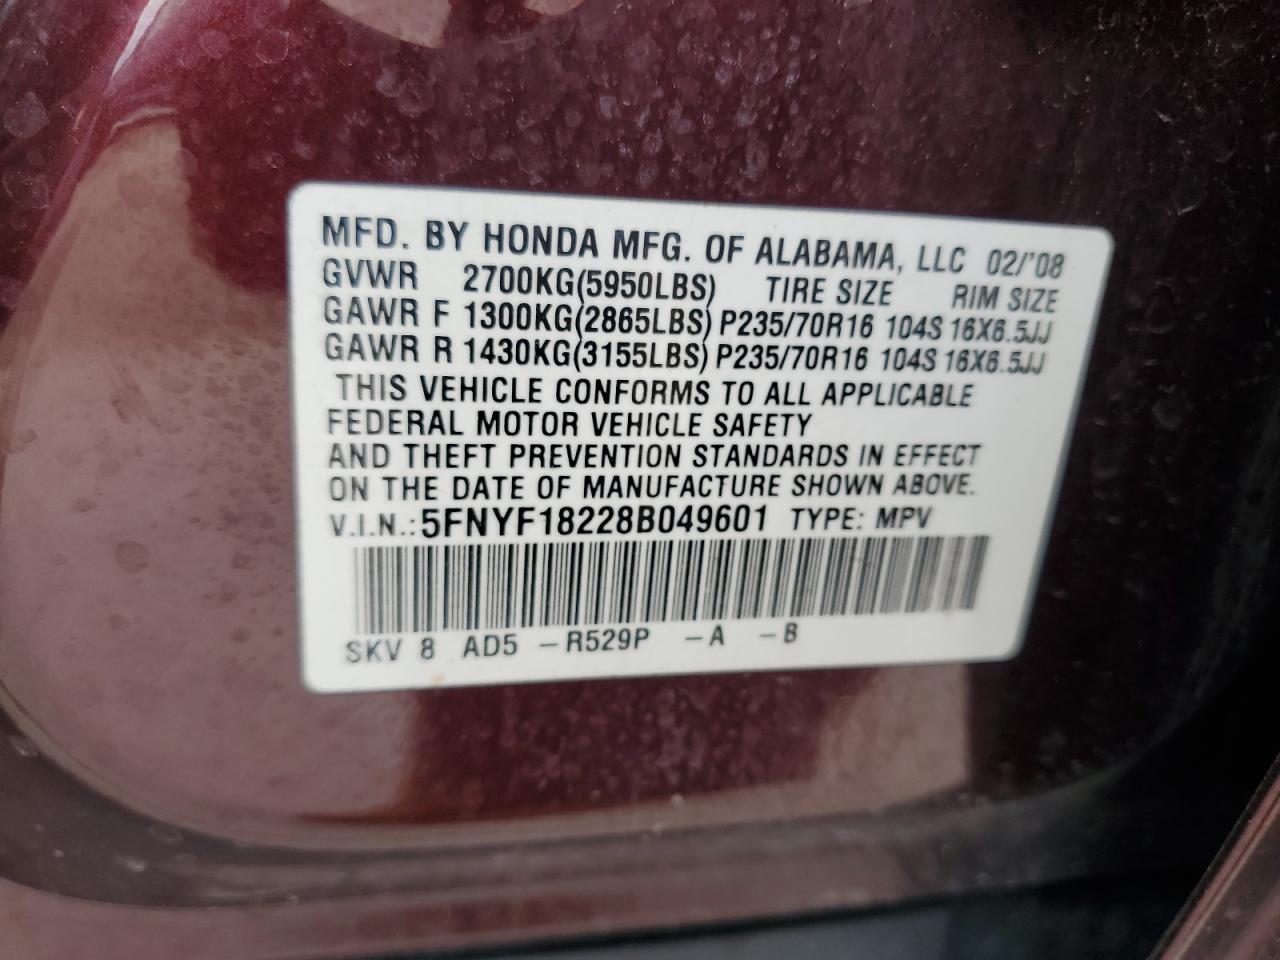 MFD. BY HONDA MFG. OF ALABAMA, LLC 02/'08
GVWR 2700KG(5950LBS) TIRE SIZE RIM SIZE
GAWR F 1300KG(2865LBS) P235/70R16 104S 16X6.5JJ
GAWR R 1430KG(3155LBS) P235/70R16 104S 16X6.5JJ
THIS VEHICLE CONFORMS TO ALL APPLICABLE
FEDERAL MOTOR VEHICLE SAFETY
AND THEFT PREVENTION STANDARDS IN EFFECT
ON THE DATE OF MANUFACTURE SHOWN ABOVE.
V.I.N.: 5FNYF18228B049601 TYPE: MPV
SKV 8 AD5 -R529P -A -B